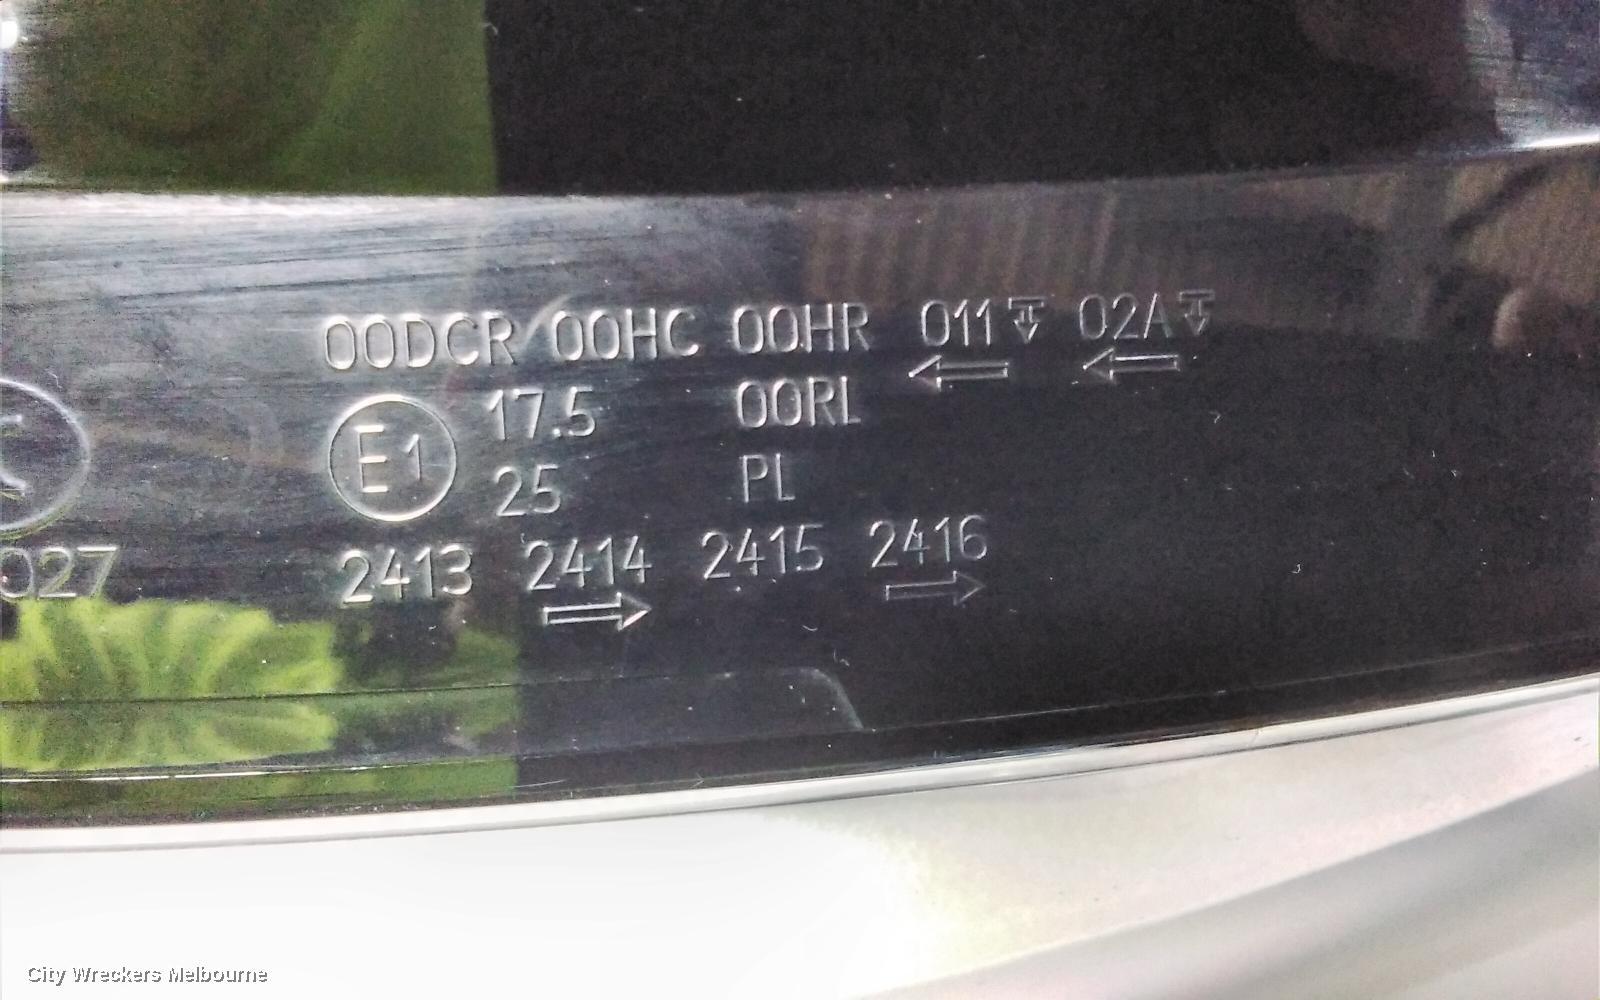 00DCR/00HC 00HR 011 02A
←  ←
E1 17.5 00RL
25 PL
027
2413 2414 2415 2416
→  →
City Wreckers Melbourne